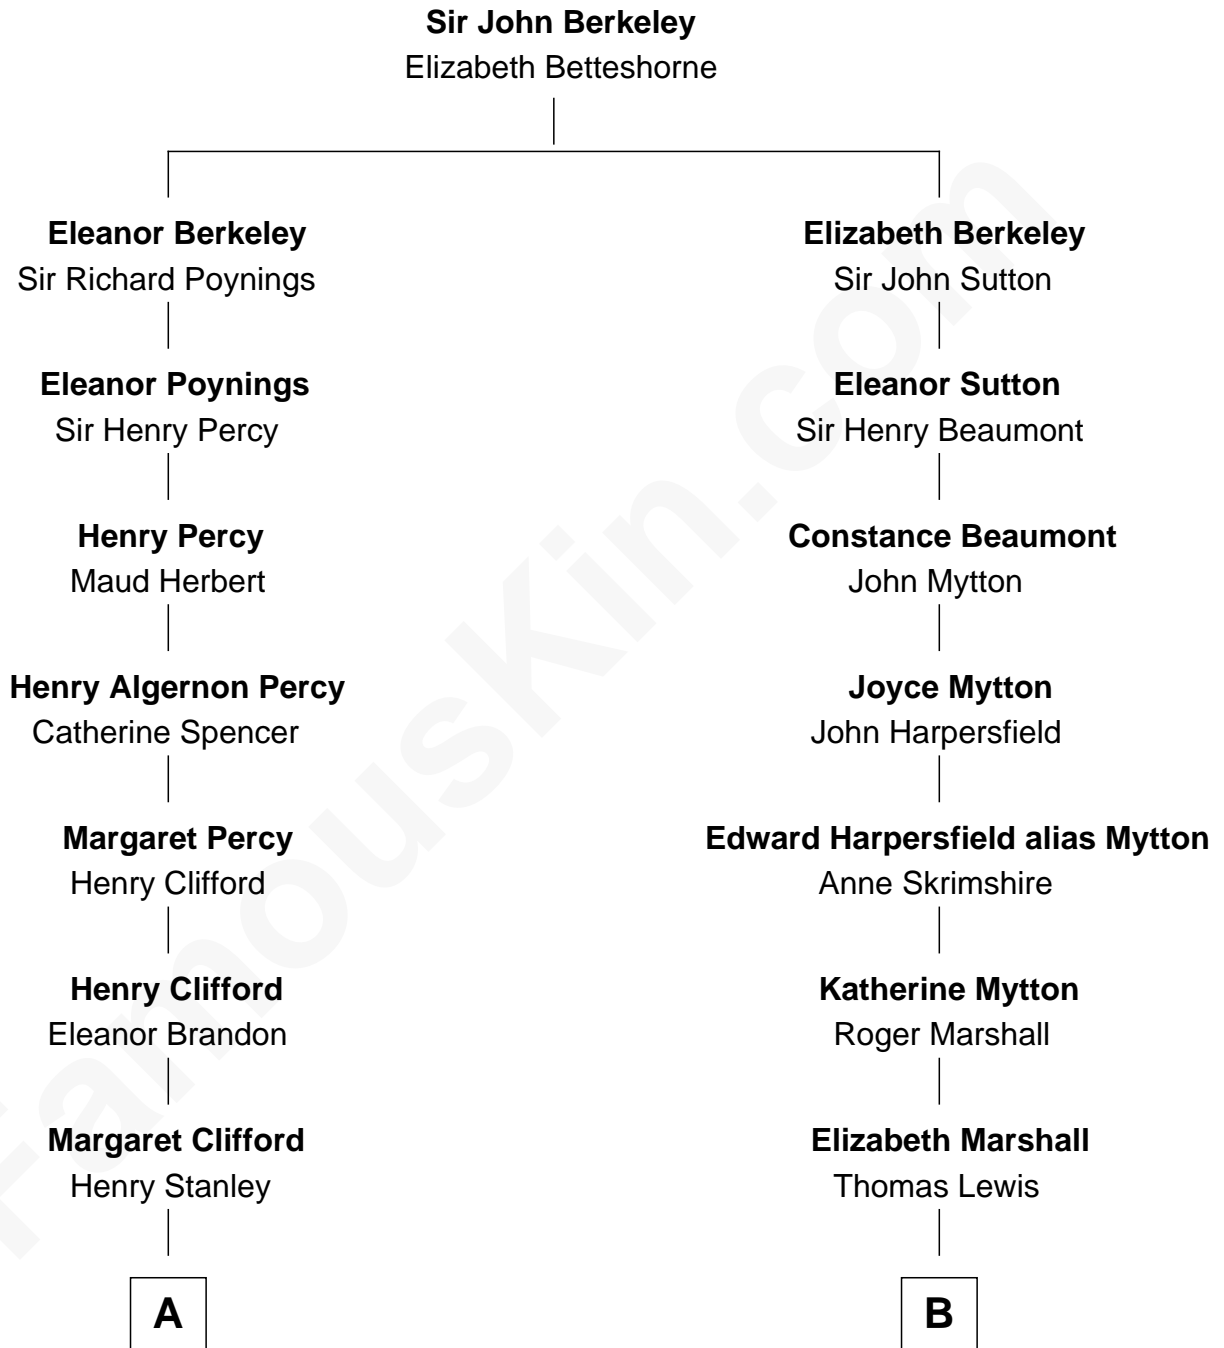 Sir John Berkeley
Elizabeth Betteshorne
Eleanor Berkeley
Sir Richard Poynings
Elizabeth Berkeley
Sir John Sutton
Eleanor Poynings
Sir Henry Percy
Eleanor Sutton
Sir Henry Beaumont
Henry Percy
Maud Herbert
Constance Beaumont
John Mytton
Henry Algernon Percy
Catherine Spencer
Joyce Mytton
John Harpersfield
Margaret Percy
Henry Clifford
Edward Harpersfield alias Mytton
Anne Skrimshire
Henry Clifford
Eleanor Brandon
Katherine Mytton
Roger Marshall
Margaret Clifford
Henry Stanley
Elizabeth Marshall
Thomas Lewis
A
B
FamousKin.com